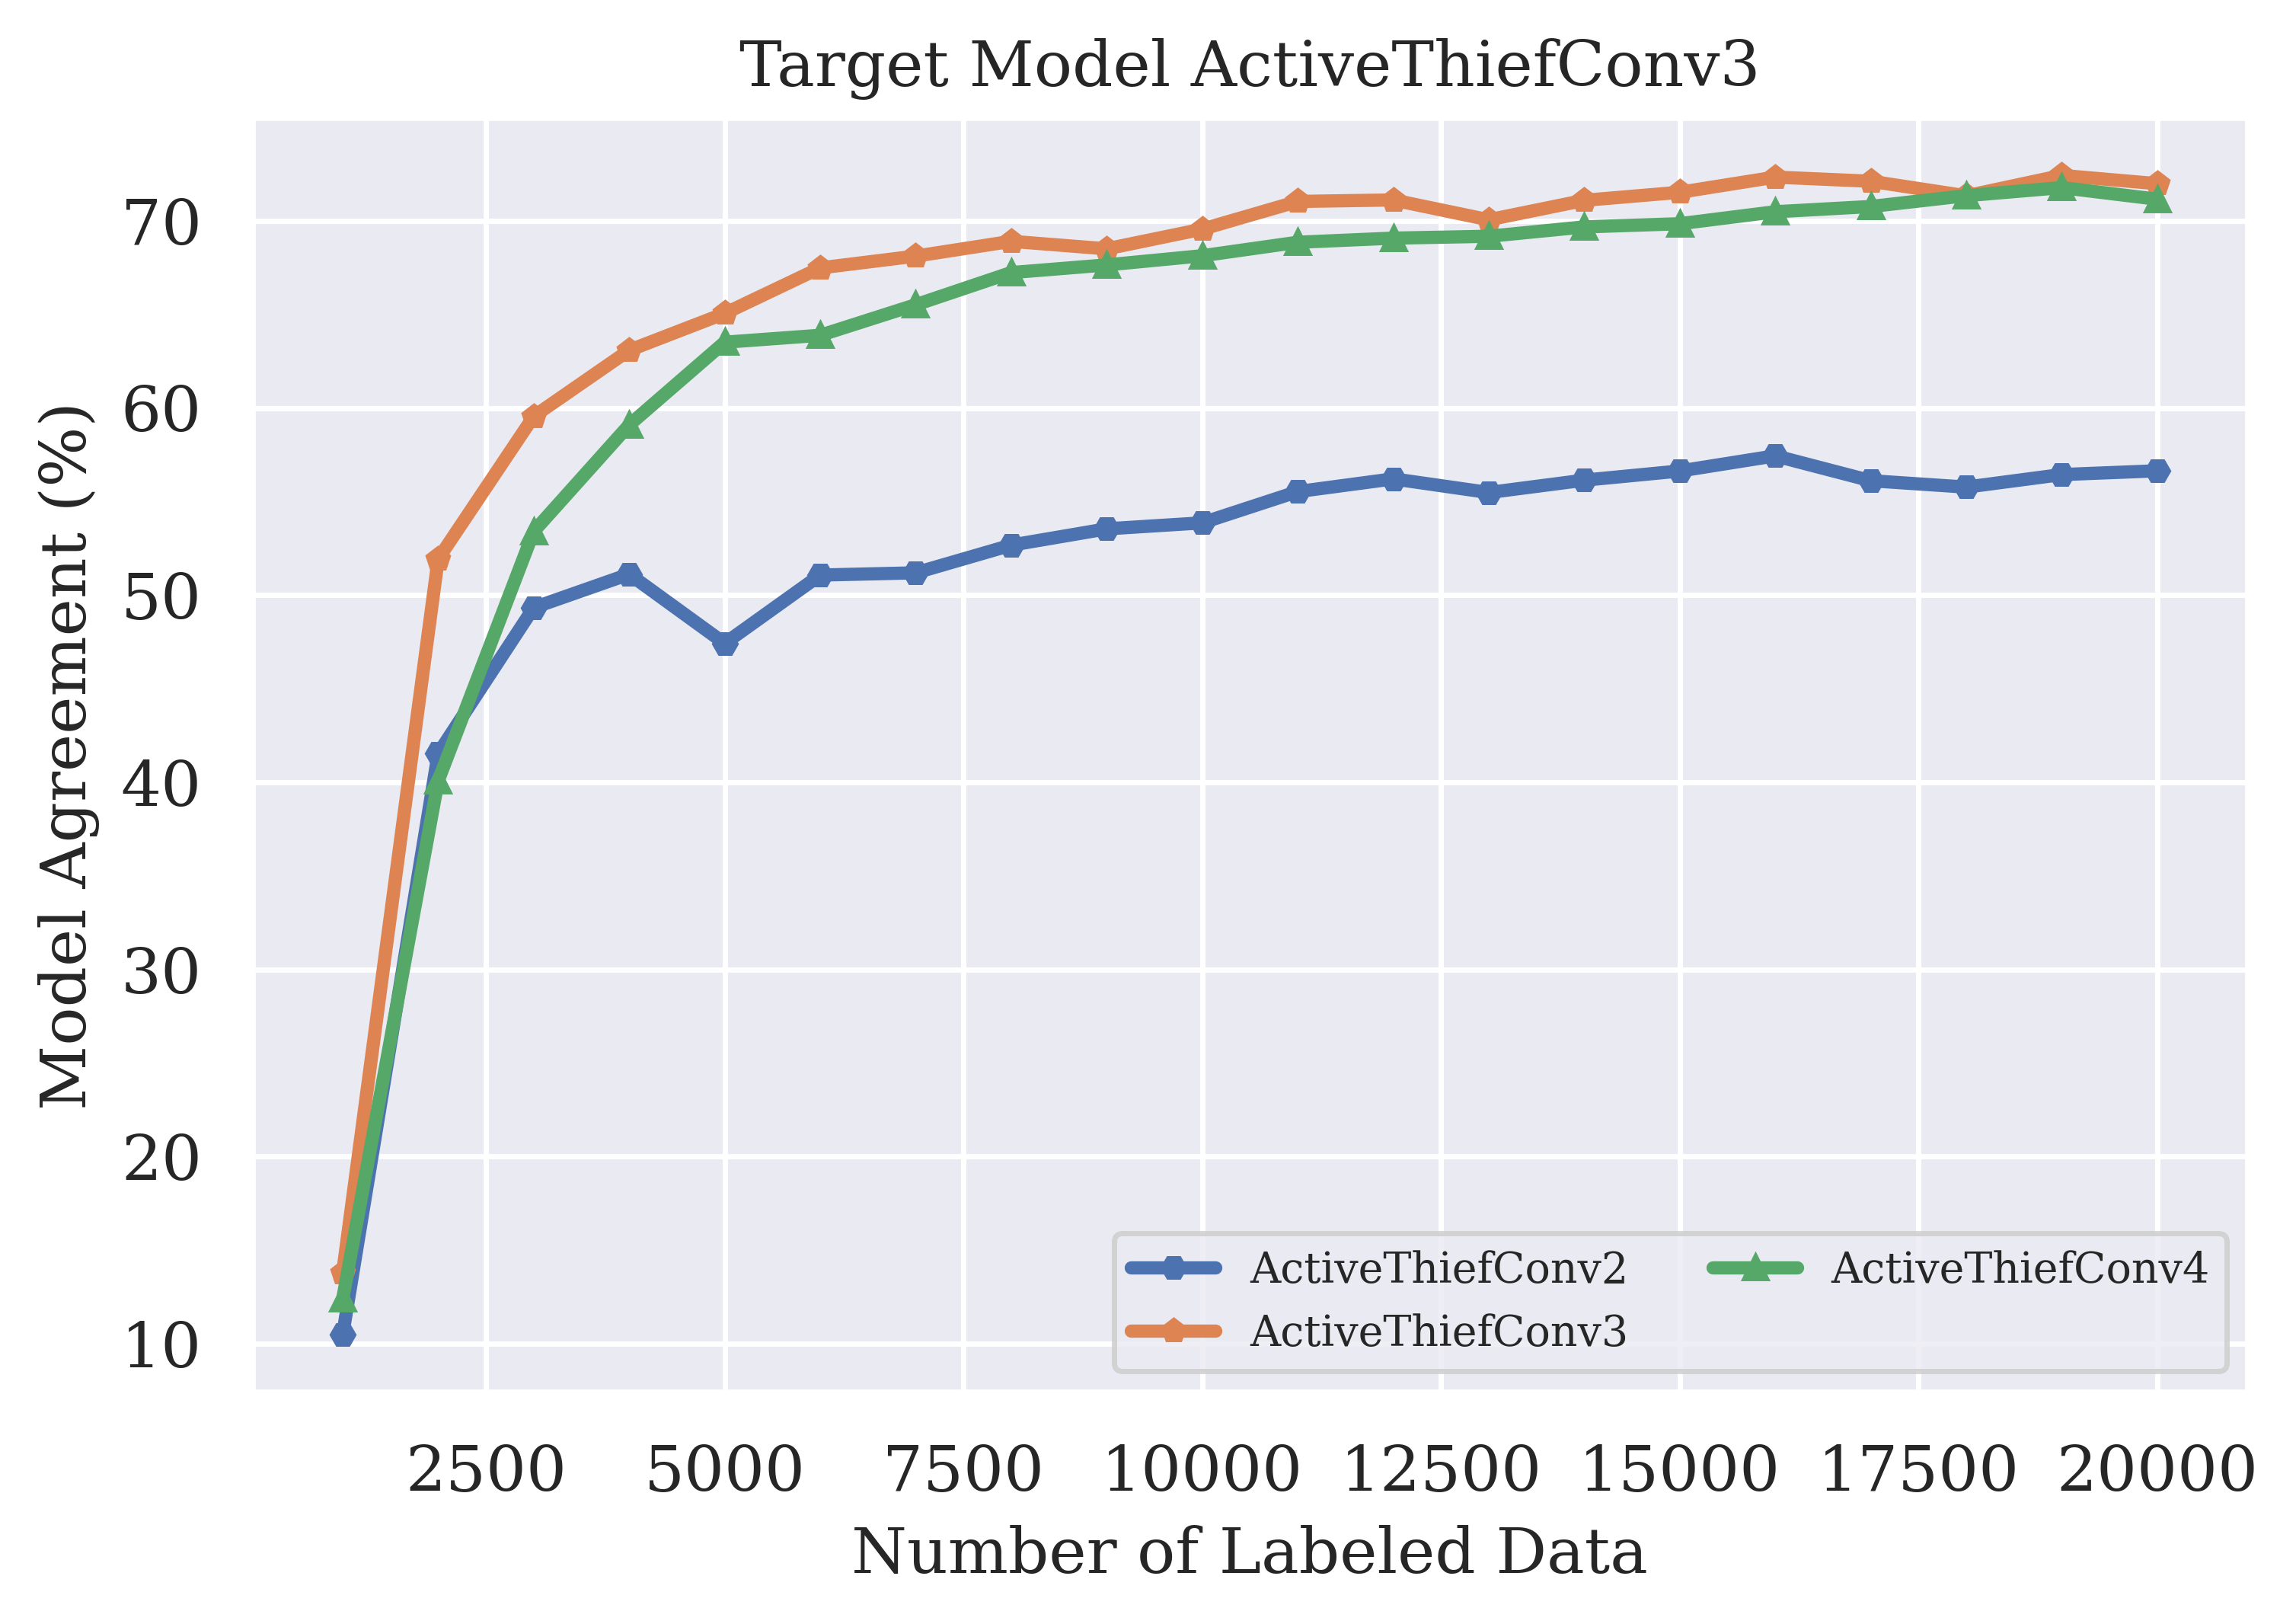 Target Model ActiveThiefConv3
Model Agreement (%)
70
60
50
40
30
20
10
ActiveThiefConv2
ActiveThiefConv3
ActiveThiefConv4
2500 5000 7500 10000 12500 15000 17500 20000
Number of Labeled Data